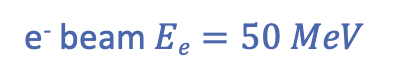 e⁻ beam Eₑ = 50 MeV